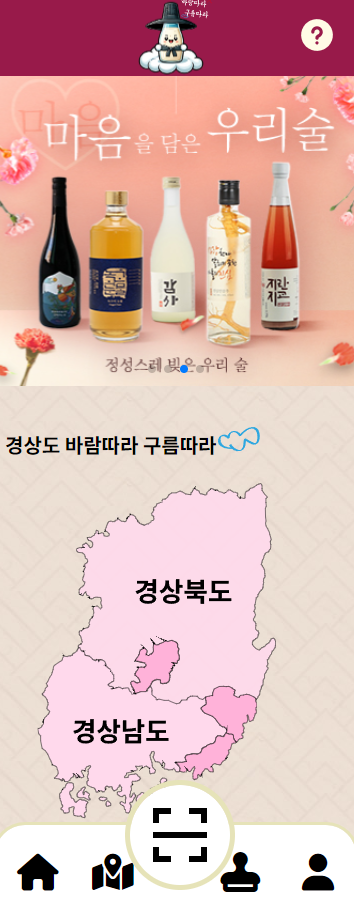 바람따라
구름따라
마음을 담은 우리술
감사
정성스레 빚은 우리 술
경상도 바람따라 구름따라
경상북도
경상남도